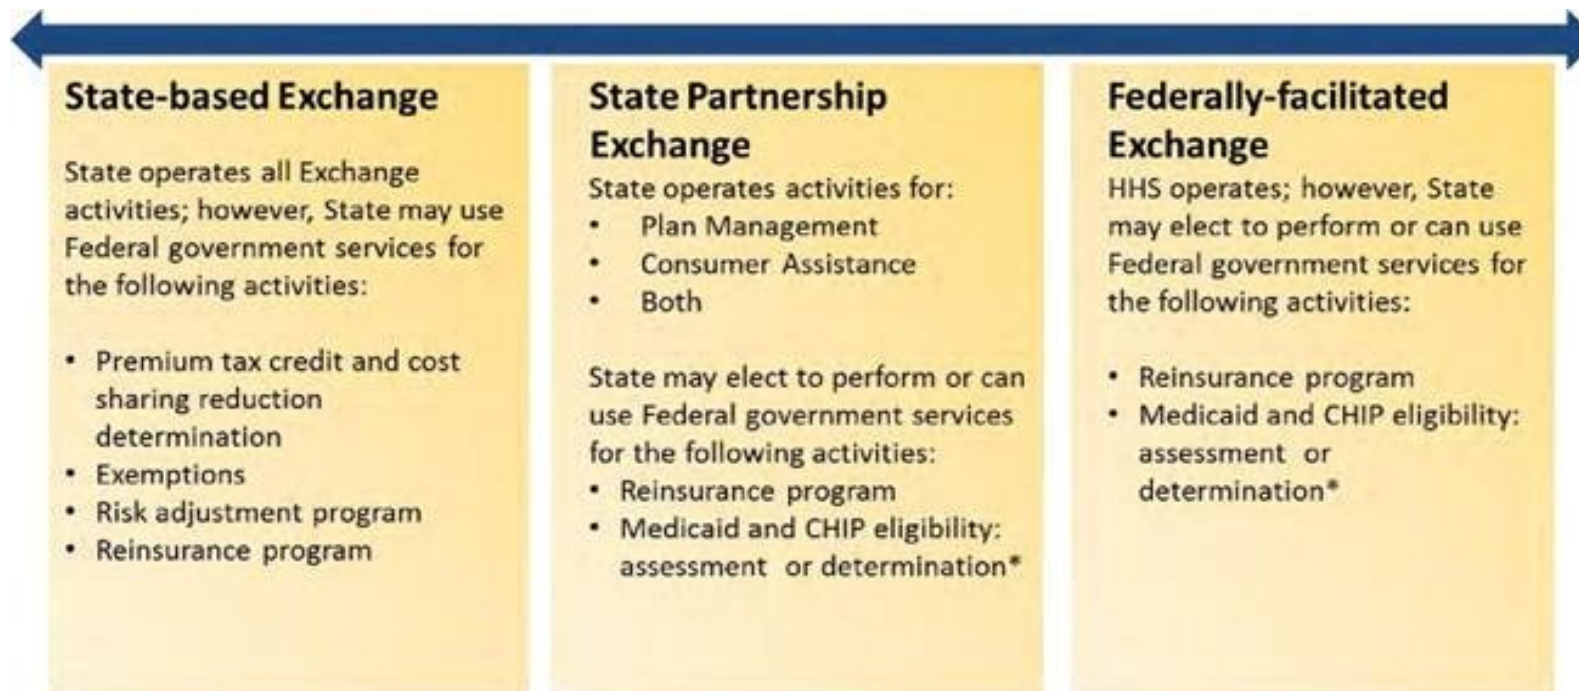 State-based Exchange
State operates all Exchange
activities; however, State may use
Federal government services for
the following activities:
• Premium tax credit and cost
sharing reduction
determination
• Exemptions
• Risk adjustment program
• Reinsurance program
State Partnership
Exchange
State operates activities for:
• Plan Management
• Consumer Assistance
• Both
State may elect to perform or can
use Federal government services
for the following activities:
• Reinsurance program
• Medicaid and CHIP eligibility:
assessment or determination*
Federally-facilitated
Exchange
HHS operates; however, State
may elect to perform or can use
Federal government services for
the following activities:
• Reinsurance program
• Medicaid and CHIP eligibility:
assessment or
determination*